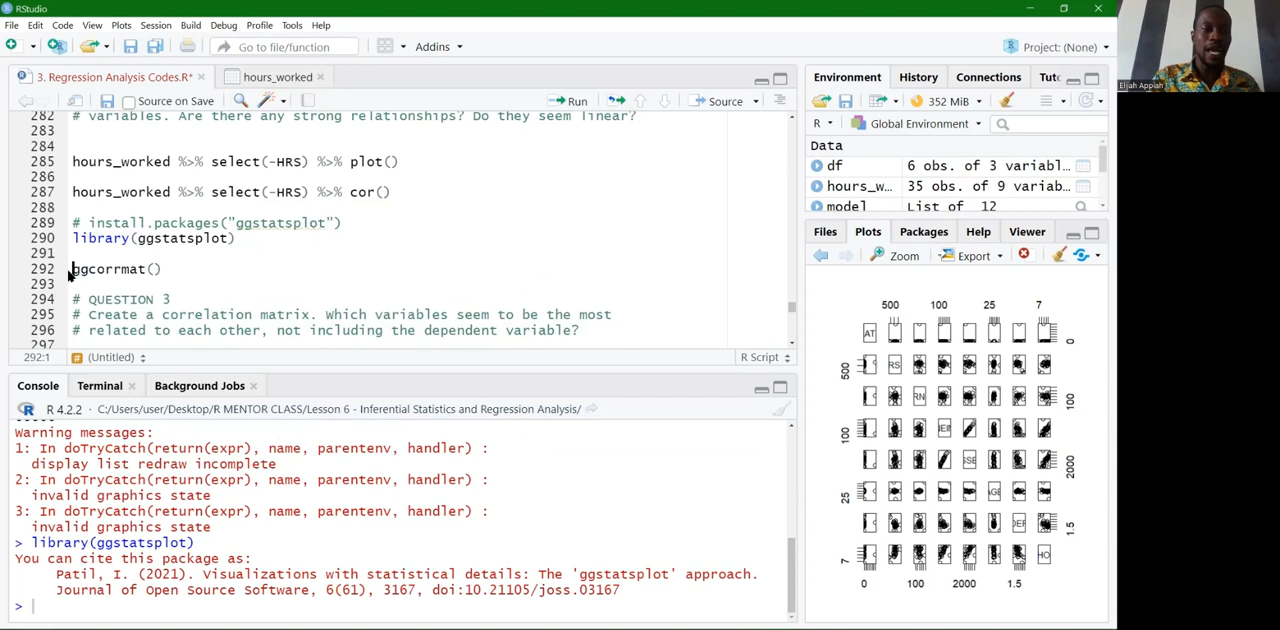 RStudio
File Edit Code View Plots Session Build Debug Profile Tools Help
Go to file/function Addins Project: (None)
3. Regression Analysis Codes.R* hours_worked
Source on Save Run Source
282 # variables. Are there any strong relationships? Do they seem linear?
283
284
285 hours_worked %>% select(-HRS) %>% plot()
286
287 hours_worked %>% select(-HRS) %>% cor()
288
289 # install.packages("ggstatsplot")
290 library(ggstatsplot)
291
292 ggcorrmat()
293
294 # QUESTION 3
295 # Create a correlation matrix. Which variables seem to be the most
296 # related to each other, not including the dependent variable?
297
292:1 (Untitled) R Script
Console Terminal Background Jobs
R 4.2.2 · C:/Users/user/Desktop/R MENTOR CLASS/Lesson 6 - Inferential Statistics and Regression Analysis/
Warning messages:
1: In doTryCatch(return(expr), name, parentenv, handler) :
display list redraw incomplete
2: In doTryCatch(return(expr), name, parentenv, handler) :
invalid graphics state
3: In doTryCatch(return(expr), name, parentenv, handler) :
invalid graphics state
> library(ggstatsplot)
You can cite this package as:
Patil, I. (2021). Visualizations with statistical details: The 'ggstatsplot' approach.
Journal of Open Source Software, 6(61), 3167, doi:10.21105/joss.03167
>
Environment History Connections Tut
352 MiB
R Global Environment
Data
df 6 obs. of 3 variabl…
hours_w… 35 obs. of 9 variab…
model List of 12
Files Plots Packages Help Viewer
Zoom Export
500 100 25 7
AT 0
500 RS
RN 100
100 EIN
SSE 2000
25 AGE
DEP 1.5
7 HO
0 100 2000 1.5
Elijah Appiah